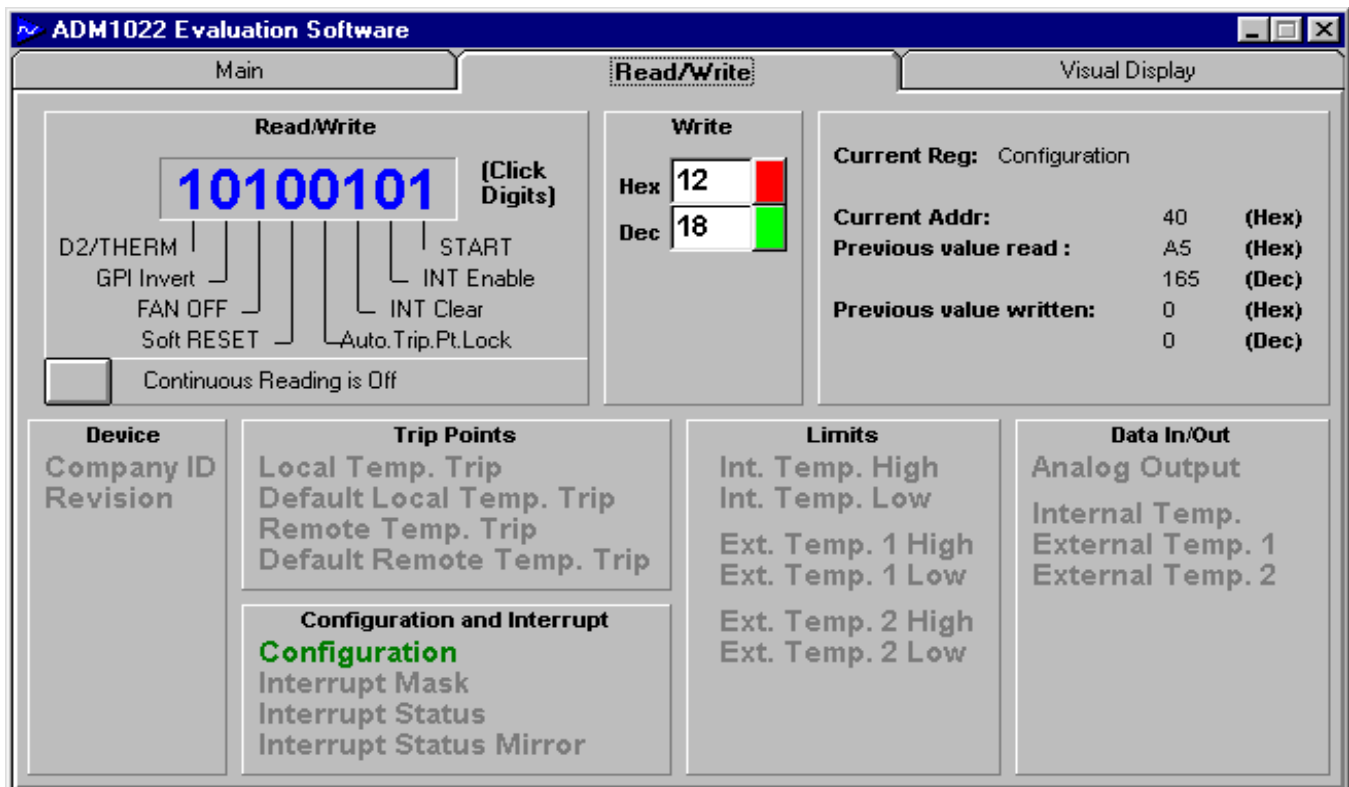 ADM1022 Evaluation Software
Main
Read/Write
Visual Display
Read/Write
10100101
(Click
Digits)
D2/THERM
START
GPI Invert
INT Enable
FAN OFF
INT Clear
Soft RESET
Auto.Trip.Pt.Lock
Continuous Reading is Off
Write
Hex 12
Dec 18
Current Reg: Configuration
Current Addr: 40 (Hex)
Previous value read : A5 (Hex)
165 (Dec)
Previous value written: 0 (Hex)
0 (Dec)
Device
Company ID
Revision
Trip Points
Local Temp. Trip
Default Local Temp. Trip
Remote Temp. Trip
Default Remote Temp. Trip
Configuration and Interrupt
Configuration
Interrupt Mask
Interrupt Status
Interrupt Status Mirror
Limits
Int. Temp. High
Int. Temp. Low
Ext. Temp. 1 High
Ext. Temp. 1 Low
Ext. Temp. 2 High
Ext. Temp. 2 Low
Data In/Out
Analog Output
Internal Temp.
External Temp. 1
External Temp. 2